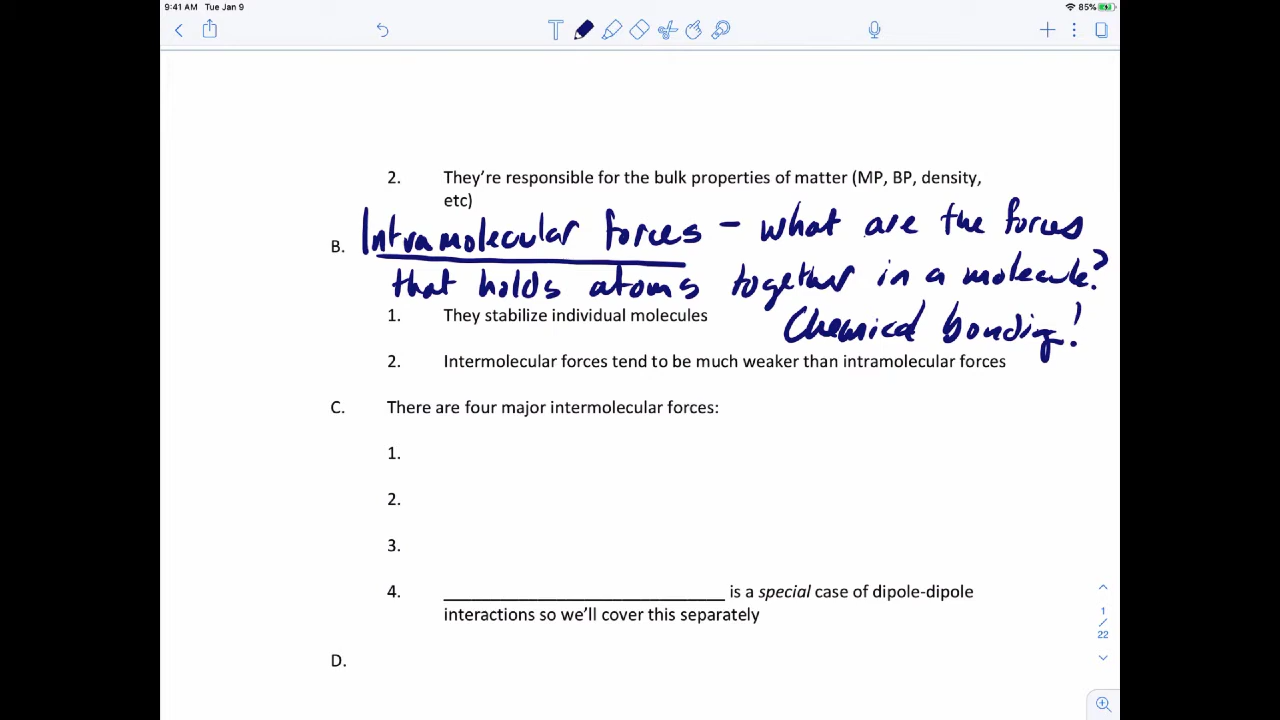 9:41 AM Tue Jan 9
85%
2. They're responsible for the bulk properties of matter (MP, BP, density,
etc)
B. Intramolecular forces - what are the forces
that holds atoms together in a molecule?
1. They stabilize individual molecules
Chemical bonding!
2. Intermolecular forces tend to be much weaker than intramolecular forces
C. There are four major intermolecular forces:
1.
2.
3.
4. ______________________________ is a special case of dipole-dipole
interactions so we'll cover this separately
D.
1
/
22